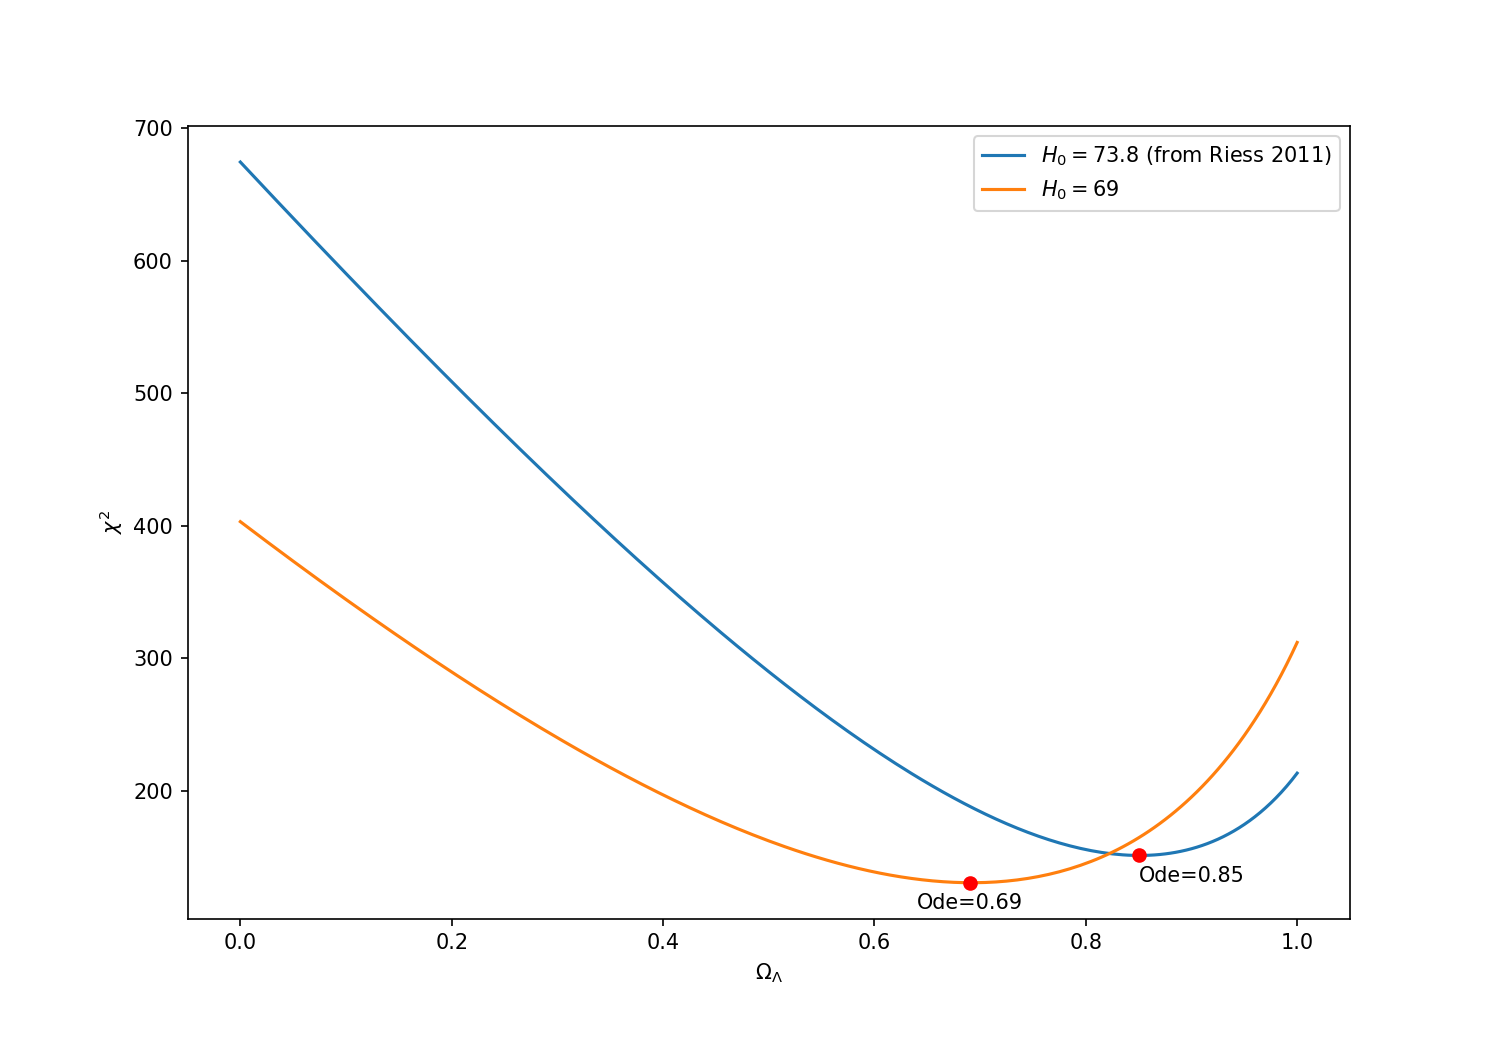 700
600
500
400
300
200
χ²
H₀ = 73.8 (from Riess 2011)
H₀ = 69
Ode=0.85
Ode=0.69
0.0 0.2 0.4 0.6 0.8 1.0
Ω_Λ